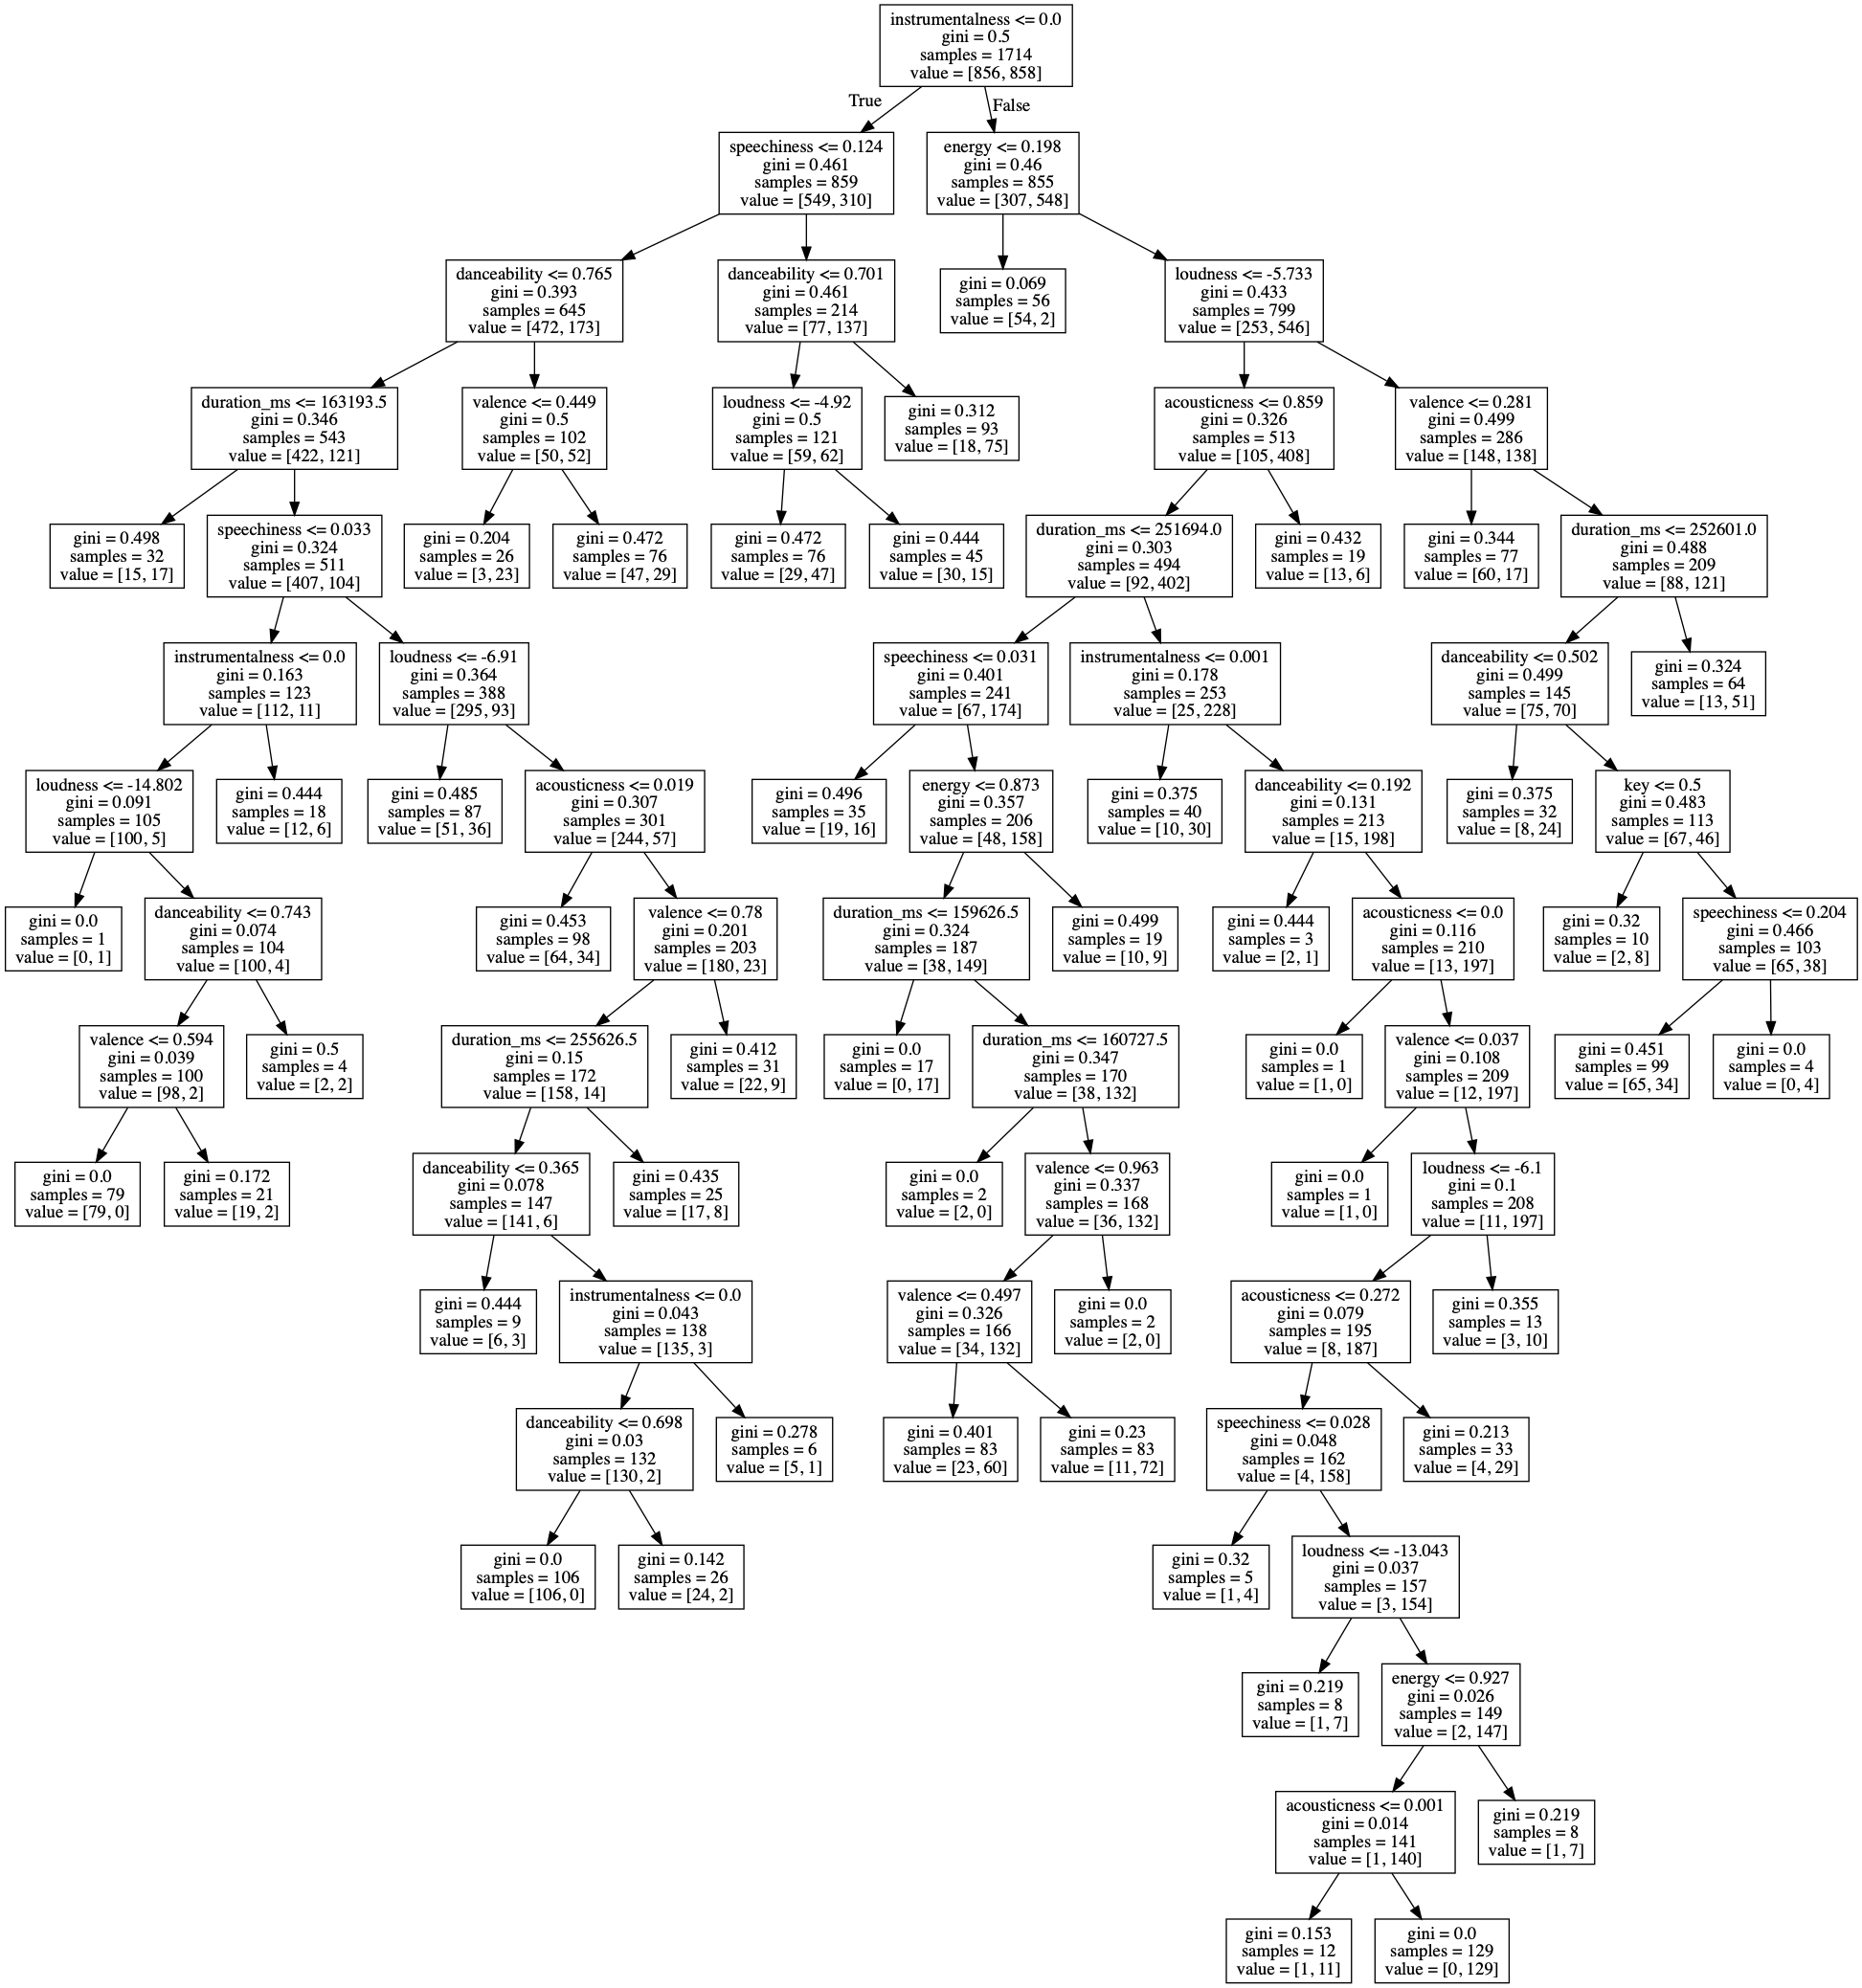 instrumentalness <= 0.0
gini = 0.5
samples = 1714
value = [856, 858]
True
False
speechiness <= 0.124
gini = 0.461
samples = 859
value = [549, 310]
energy <= 0.198
gini = 0.46
samples = 855
value = [307, 548]
danceability <= 0.765
gini = 0.393
samples = 645
value = [472, 173]
danceability <= 0.701
gini = 0.461
samples = 214
value = [77, 137]
gini = 0.069
samples = 56
value = [54, 2]
loudness <= -5.733
gini = 0.433
samples = 799
value = [253, 546]
duration_ms <= 163193.5
gini = 0.346
samples = 543
value = [422, 121]
valence <= 0.449
gini = 0.5
samples = 102
value = [50, 52]
loudness <= -4.92
gini = 0.5
samples = 121
value = [59, 62]
gini = 0.312
samples = 93
value = [18, 75]
acousticness <= 0.859
gini = 0.326
samples = 513
value = [105, 408]
valence <= 0.281
gini = 0.499
samples = 286
value = [148, 138]
gini = 0.498
samples = 32
value = [15, 17]
speechiness <= 0.033
gini = 0.324
samples = 511
value = [407, 104]
gini = 0.204
samples = 26
value = [3, 23]
gini = 0.472
samples = 76
value = [47, 29]
gini = 0.472
samples = 76
value = [29, 47]
gini = 0.444
samples = 45
value = [30, 15]
duration_ms <= 251694.0
gini = 0.303
samples = 494
value = [92, 402]
gini = 0.432
samples = 19
value = [13, 6]
gini = 0.344
samples = 77
value = [60, 17]
duration_ms <= 252601.0
gini = 0.488
samples = 209
value = [88, 121]
instrumentalness <= 0.0
gini = 0.163
samples = 123
value = [112, 11]
loudness <= -6.91
gini = 0.364
samples = 388
value = [295, 93]
speechiness <= 0.031
gini = 0.401
samples = 241
value = [67, 174]
instrumentalness <= 0.001
gini = 0.178
samples = 253
value = [25, 228]
danceability <= 0.502
gini = 0.499
samples = 145
value = [75, 70]
gini = 0.324
samples = 64
value = [13, 51]
loudness <= -14.802
gini = 0.091
samples = 105
value = [100, 5]
gini = 0.444
samples = 18
value = [12, 6]
gini = 0.485
samples = 87
value = [51, 36]
acousticness <= 0.019
gini = 0.307
samples = 301
value = [244, 57]
gini = 0.496
samples = 35
value = [19, 16]
energy <= 0.873
gini = 0.357
samples = 206
value = [48, 158]
gini = 0.375
samples = 40
value = [10, 30]
danceability <= 0.192
gini = 0.131
samples = 213
value = [15, 198]
gini = 0.375
samples = 32
value = [8, 24]
key <= 0.5
gini = 0.483
samples = 113
value = [67, 46]
gini = 0.0
samples = 1
value = [0, 1]
danceability <= 0.743
gini = 0.074
samples = 104
value = [100, 4]
gini = 0.453
samples = 98
value = [64, 34]
valence <= 0.78
gini = 0.201
samples = 203
value = [180, 23]
duration_ms <= 159626.5
gini = 0.324
samples = 187
value = [38, 149]
gini = 0.499
samples = 19
value = [10, 9]
gini = 0.444
samples = 3
value = [2, 1]
acousticness <= 0.0
gini = 0.116
samples = 210
value = [13, 197]
gini = 0.32
samples = 10
value = [2, 8]
speechiness <= 0.204
gini = 0.466
samples = 103
value = [65, 38]
valence <= 0.594
gini = 0.039
samples = 100
value = [98, 2]
gini = 0.5
samples = 4
value = [2, 2]
duration_ms <= 255626.5
gini = 0.15
samples = 172
value = [158, 14]
gini = 0.412
samples = 31
value = [22, 9]
gini = 0.0
samples = 17
value = [0, 17]
duration_ms <= 160727.5
gini = 0.347
samples = 170
value = [38, 132]
gini = 0.0
samples = 1
value = [1, 0]
valence <= 0.037
gini = 0.108
samples = 209
value = [12, 197]
gini = 0.451
samples = 99
value = [65, 34]
gini = 0.0
samples = 4
value = [0, 4]
gini = 0.0
samples = 79
value = [79, 0]
gini = 0.172
samples = 21
value = [19, 2]
danceability <= 0.365
gini = 0.078
samples = 147
value = [141, 6]
gini = 0.435
samples = 25
value = [17, 8]
gini = 0.0
samples = 2
value = [2, 0]
valence <= 0.963
gini = 0.337
samples = 168
value = [36, 132]
gini = 0.0
samples = 1
value = [1, 0]
loudness <= -6.1
gini = 0.1
samples = 208
value = [11, 197]
gini = 0.444
samples = 9
value = [6, 3]
instrumentalness <= 0.0
gini = 0.043
samples = 138
value = [135, 3]
valence <= 0.497
gini = 0.326
samples = 166
value = [34, 132]
gini = 0.0
samples = 2
value = [2, 0]
acousticness <= 0.272
gini = 0.079
samples = 195
value = [8, 187]
gini = 0.355
samples = 13
value = [3, 10]
danceability <= 0.698
gini = 0.03
samples = 132
value = [130, 2]
gini = 0.278
samples = 6
value = [5, 1]
gini = 0.401
samples = 83
value = [23, 60]
gini = 0.23
samples = 83
value = [11, 72]
speechiness <= 0.028
gini = 0.048
samples = 162
value = [4, 158]
gini = 0.213
samples = 33
value = [4, 29]
gini = 0.0
samples = 106
value = [106, 0]
gini = 0.142
samples = 26
value = [24, 2]
gini = 0.32
samples = 5
value = [1, 4]
loudness <= -13.043
gini = 0.037
samples = 157
value = [3, 154]
gini = 0.219
samples = 8
value = [1, 7]
energy <= 0.927
gini = 0.026
samples = 149
value = [2, 147]
acousticness <= 0.001
gini = 0.014
samples = 141
value = [1, 140]
gini = 0.219
samples = 8
value = [1, 7]
gini = 0.153
samples = 12
value = [1, 11]
gini = 0.0
samples = 129
value = [0, 129]